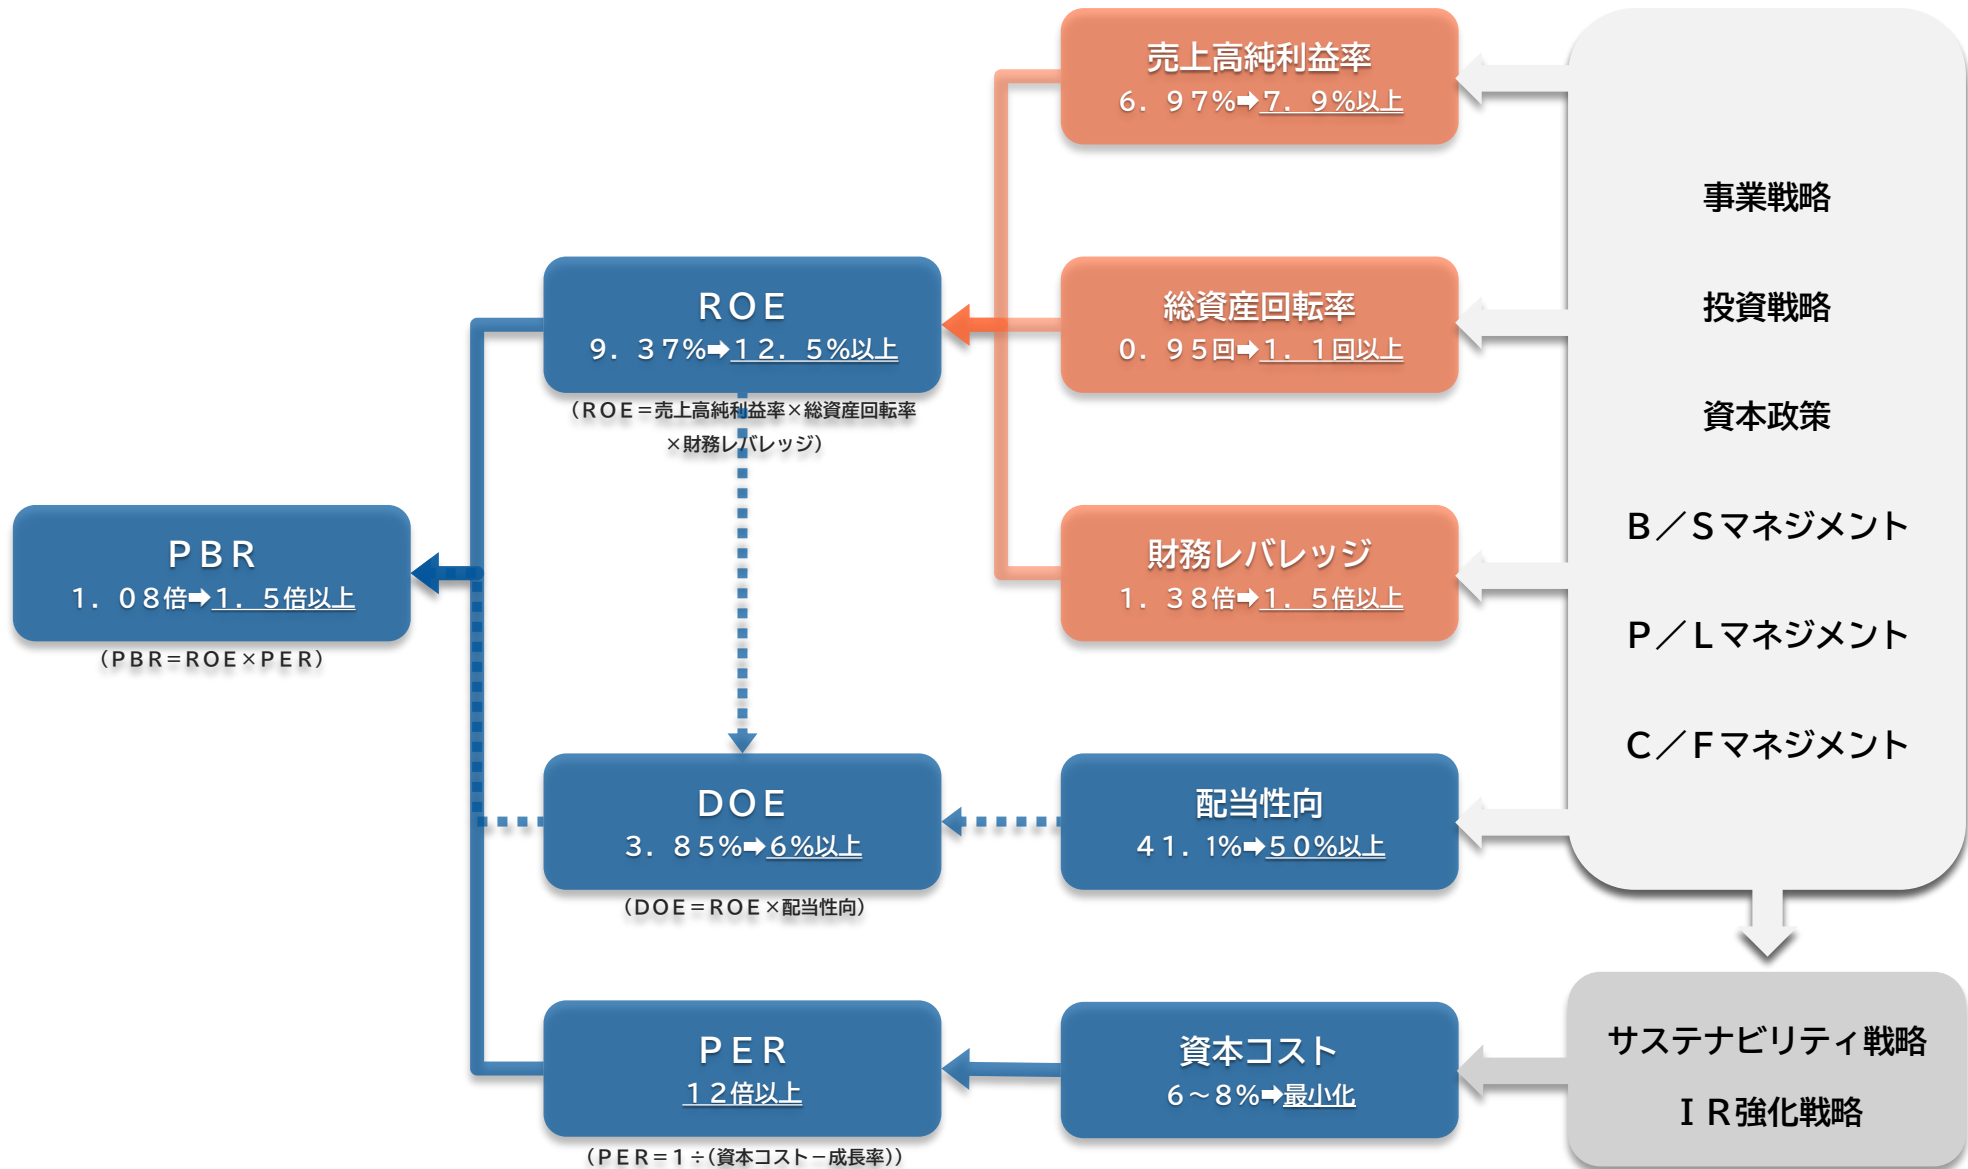 売上高純利益率
6．97%➡7．9%以上
ROE
9．37%➡12．5%以上
（ROE＝売上高純利益率×総資産回転率
×財務レバレッジ）
総資産回転率
0．95回➡1．1回以上
PBR
1．08倍➡1．5倍以上
（PBR＝ROE×PER）
財務レバレッジ
1．38倍➡1．5倍以上
DOE
3．85%➡6%以上
（DOE＝ROE×配当性向）
配当性向
41．1%➡50%以上
PER
12倍以上
（PER＝1÷(資本コスト－成長率)）
資本コスト
6～8%➡最小化
事業戦略
投資戦略
資本政策
B／Sマネジメント
P／Lマネジメント
C／Fマネジメント
サステナビリティ戦略
ＩＲ強化戦略